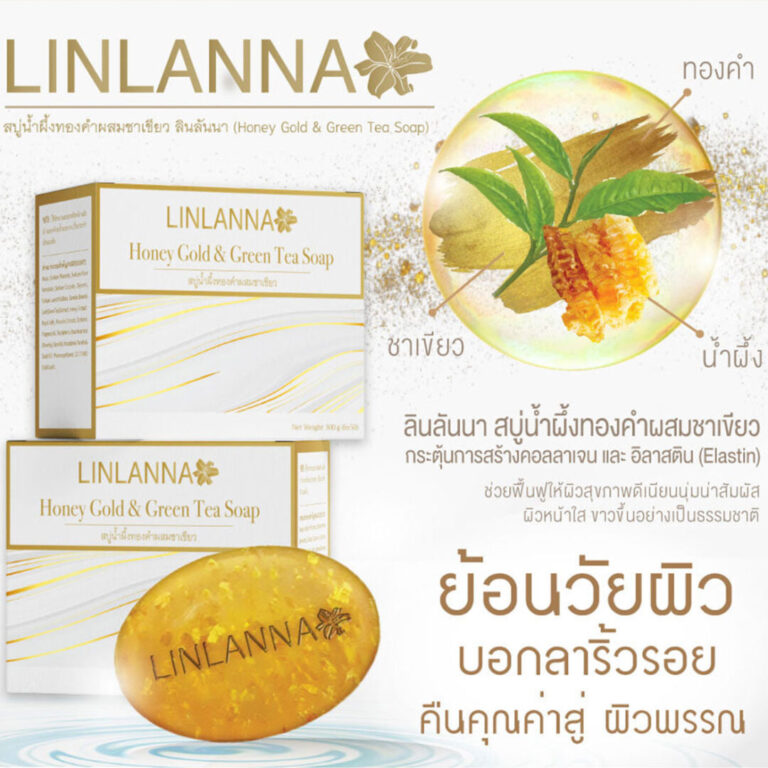 LINLANNA
สบู่น้ำผึ้งทองคำผสมชาเขียว ลินลันนา (Honey Gold & Green Tea Soap)
ทองคำ
ชาเขียว
น้ำผึ้ง
LINLANNA
Honey Gold & Green Tea Soap
สบู่น้ำผึ้งทองคำผสมชาเขียว
LINLANNA
Honey Gold & Green Tea Soap
สบู่น้ำผึ้งทองคำผสมชาเขียว
LINLANNA
ลินลันนา สบู่น้ำผึ้งทองคำผสมชาเขียว
กระตุ้นการสร้างคอลลาเจน และ อิลาสติน (Elastin)
ช่วยฟื้นฟูให้ผิวสุขภาพดีเนียนนุ่มน่าสัมผัส
ผิวหน้าใส ขาวขึ้นอย่างเป็นธรรมชาติ
ย้อนวัยผิว
บอกลาริ้วรอย
คืนคุณค่าสู่ ผิวพรรณ